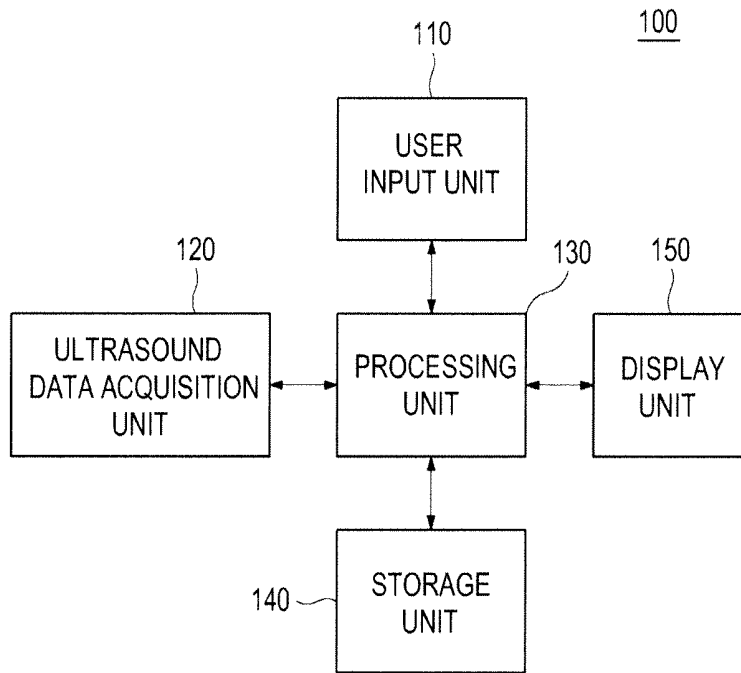 100
110
USER
INPUT UNIT
120
ULTRASOUND
DATA ACQUISITION
UNIT
130
PROCESSING
UNIT
150
DISPLAY
UNIT
140
STORAGE
UNIT